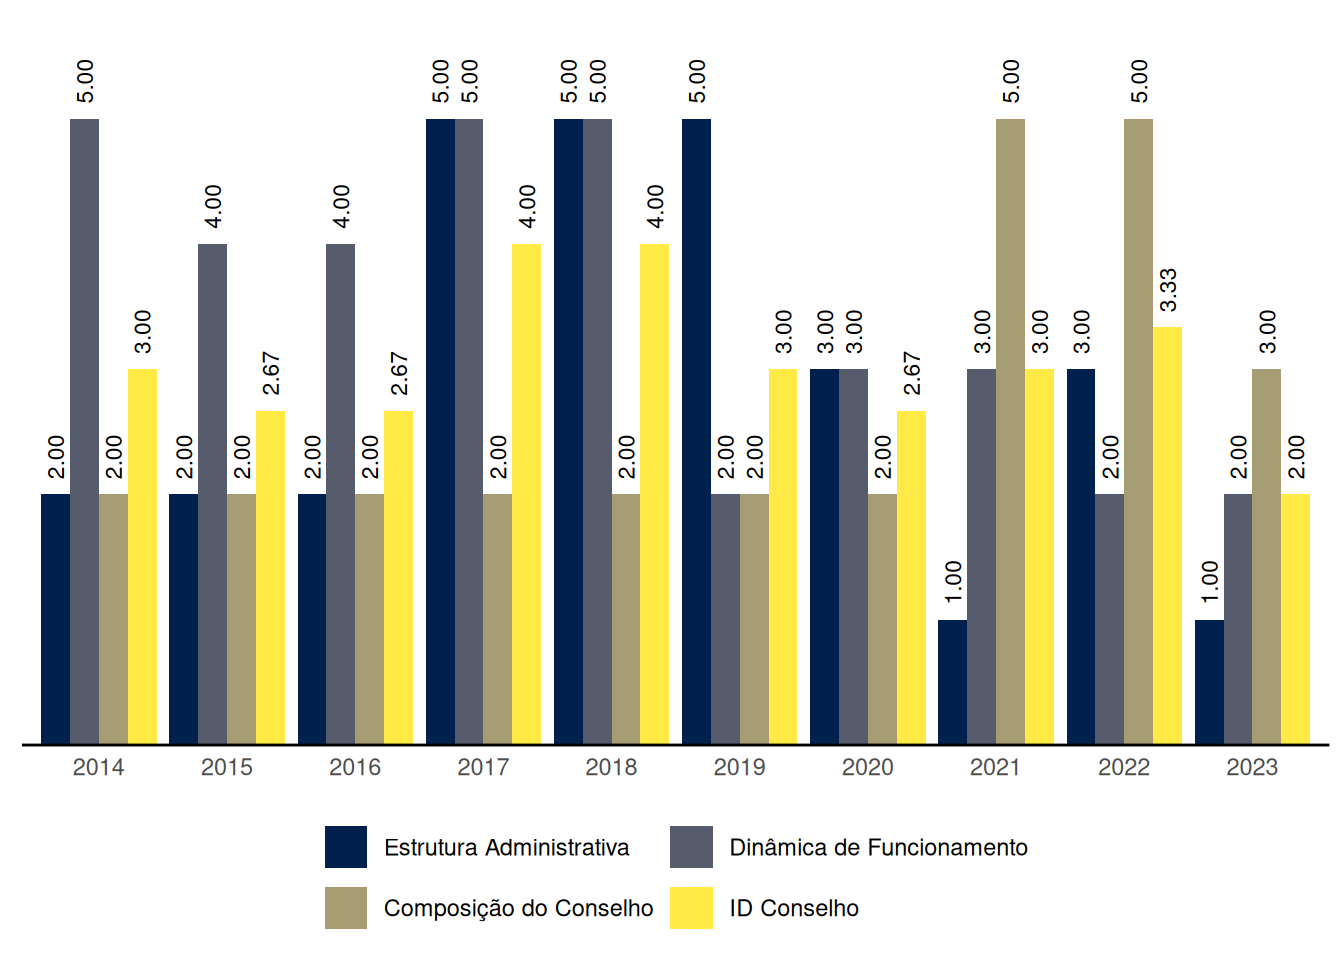 5.00 5.00 5.00 5.00 5.00 5.00 5.00 5.00
4.00 4.00 4.00 4.00
3.33
3.00 3.00 3.00 3.00 3.00 3.00 3.00 3.00
2.67 2.67 2.67
2.00 2.00 2.00 2.00 2.00 2.00 2.00 2.00 2.00 2.00 2.00 2.00 2.00 2.00
1.00 1.00
2014 2015 2016 2017 2018 2019 2020 2021 2022 2023
Estrutura Administrativa Dinâmica de Funcionamento
Composição do Conselho ID Conselho